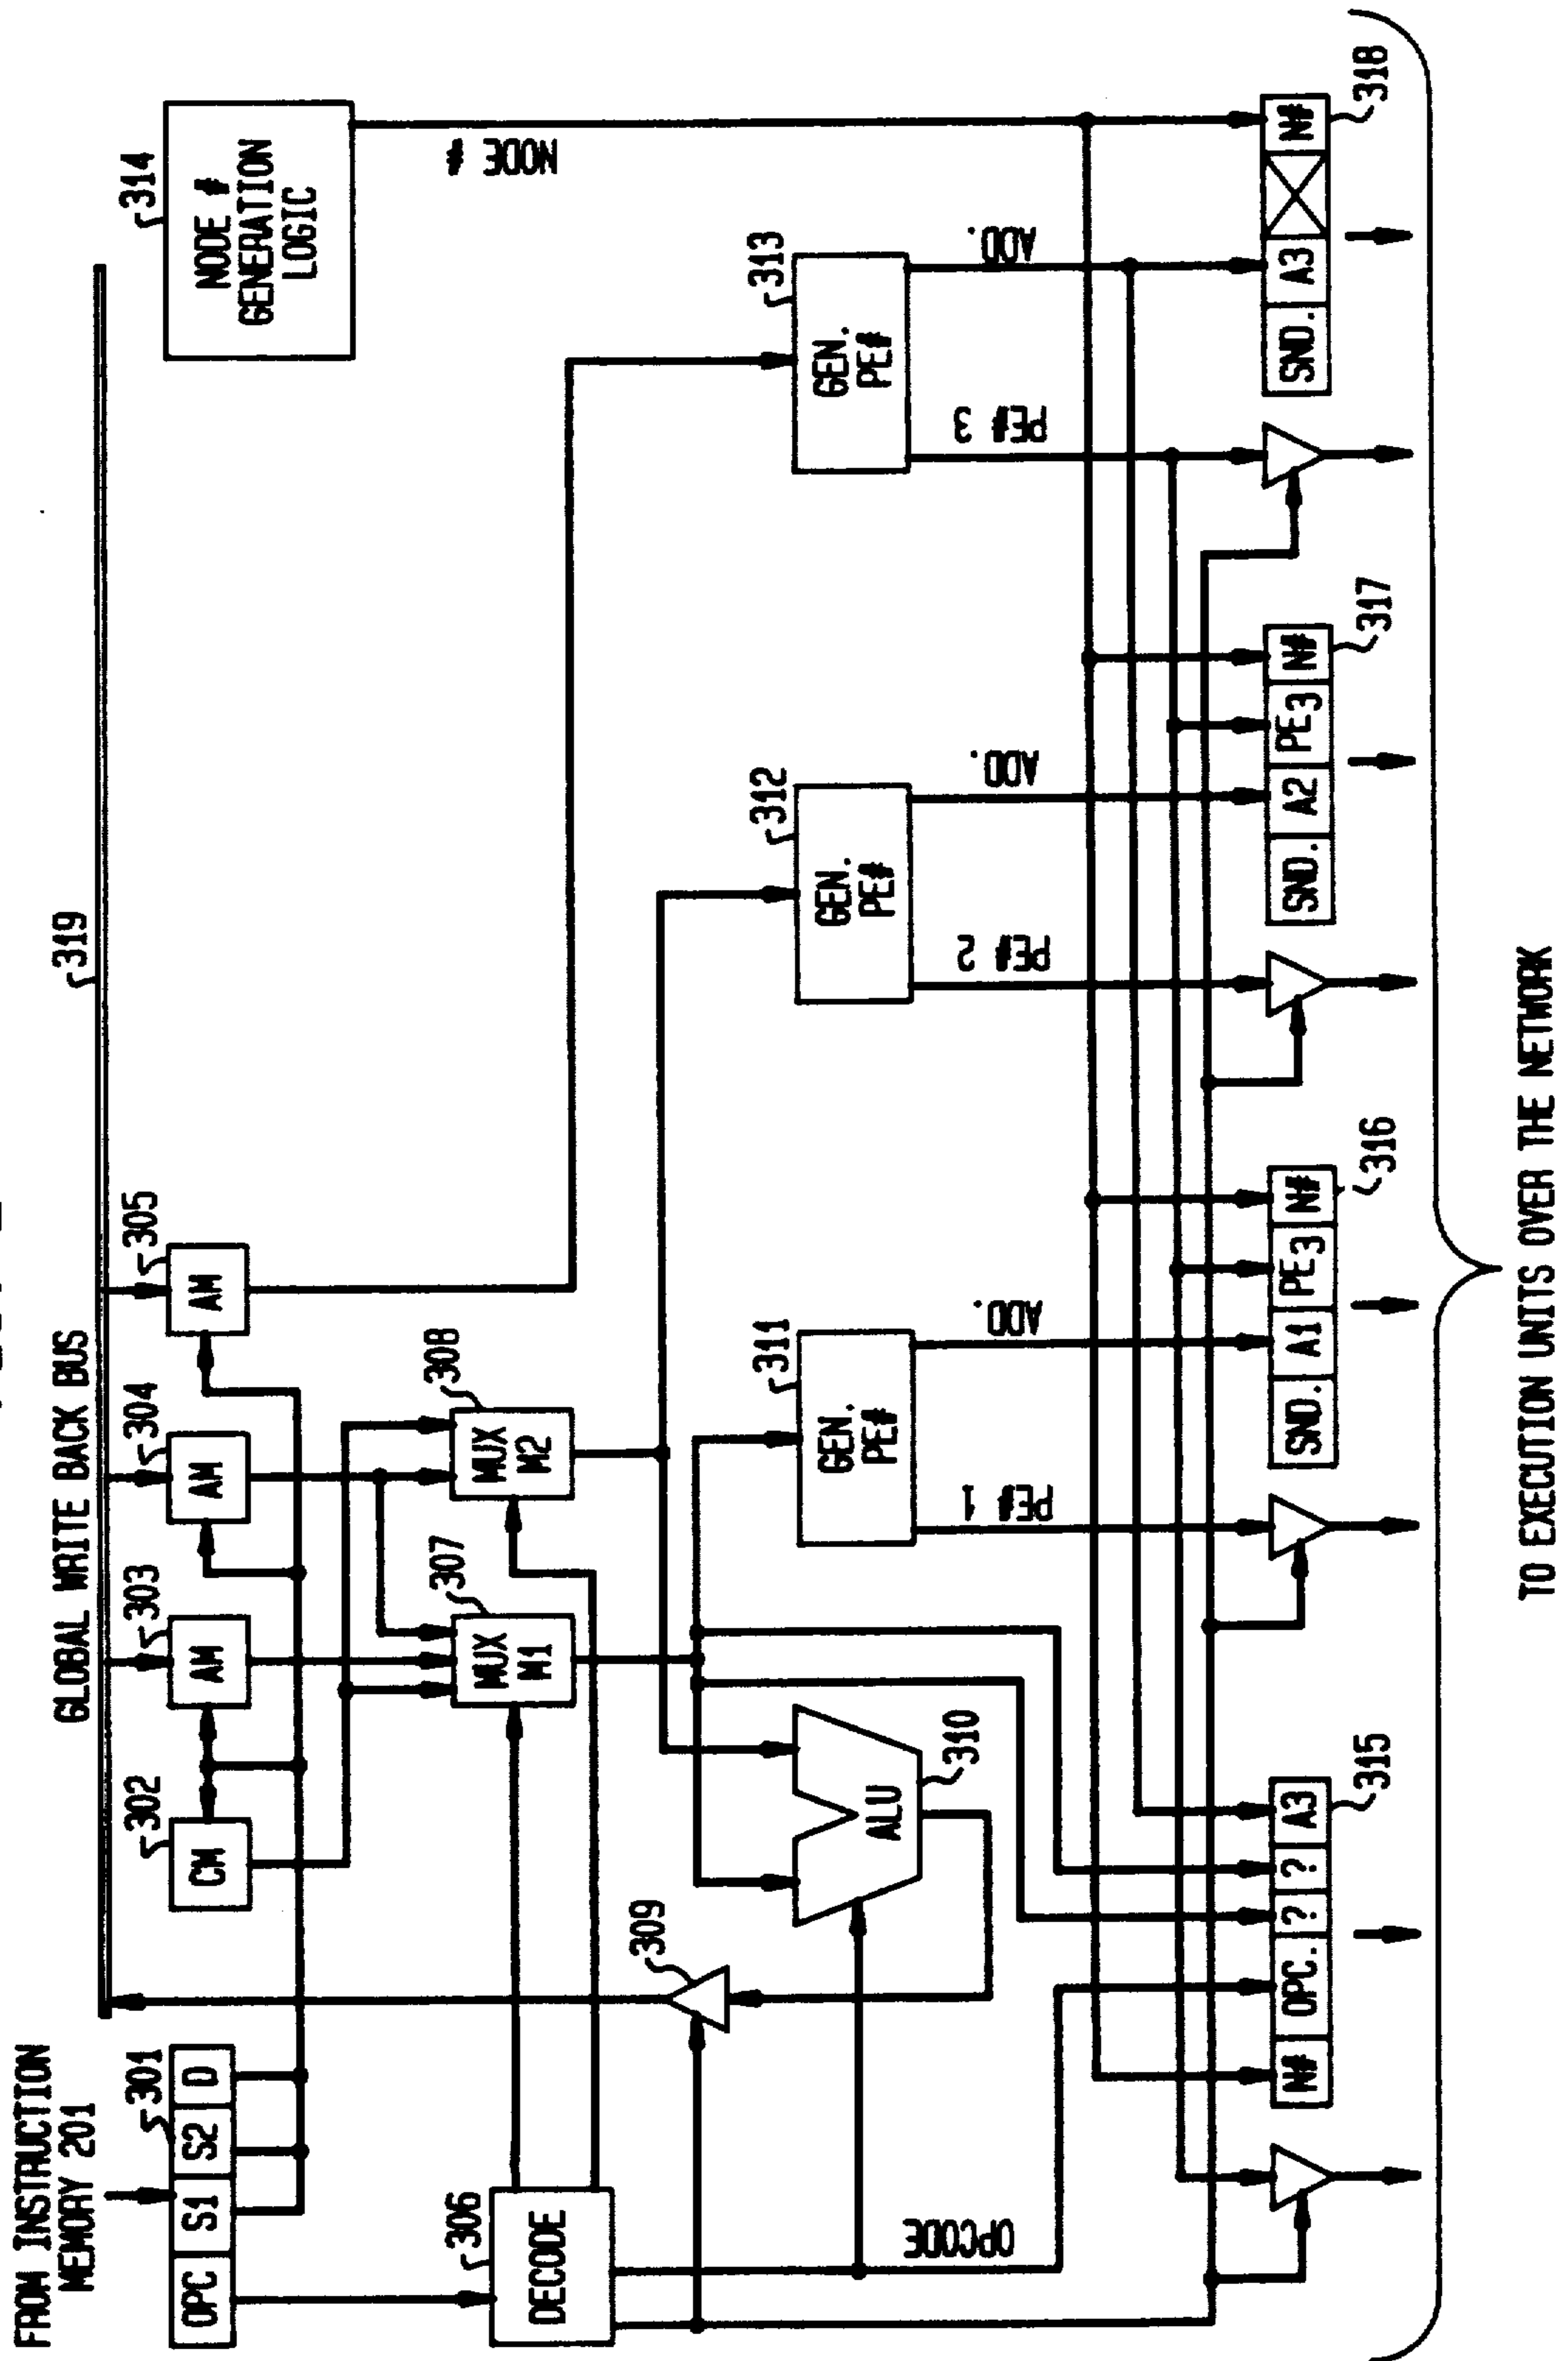 FROM INSTRUCTION
MEMORY 201
301
OPC S1 S2 D
GLOBAL WRITE BACK BUS
319
302
CM
303
AM
304
AM
305
AM
314
NODE #
GENERATION
LOGIC
306
DECODE
307
MUX
M1
308
MUX
M2
309
310
ALU
311
GEN.
PE#
312
GEN.
PE#
313
GEN.
PE#
OPCODE
PE# 1
ADD.
PE# 2
ADD.
PE# 3
ADD.
NODE #
N# OPC. ? ? A3
315
SND. A1 PE3 N#
316
SND. A2 PE3 N#
317
SND. A3 N#
318
TO EXECUTION UNITS OVER THE NETWORK